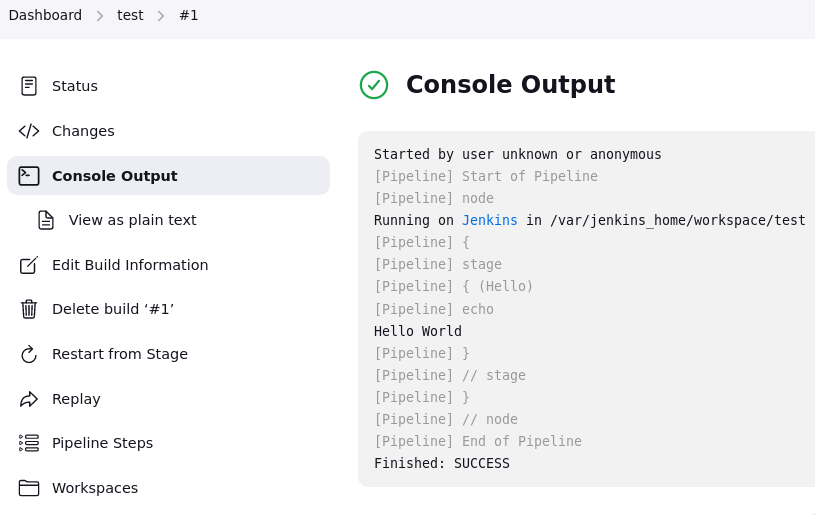 Dashboard > test > #1
Status
Changes
Console Output
View as plain text
Edit Build Information
Delete build ‘#1’
Restart from Stage
Replay
Pipeline Steps
Workspaces
Console Output
Started by user unknown or anonymous
[Pipeline] Start of Pipeline
[Pipeline] node
Running on Jenkins in /var/jenkins_home/workspace/test
[Pipeline] {
[Pipeline] stage
[Pipeline] { (Hello)
[Pipeline] echo
Hello World
[Pipeline] }
[Pipeline] // stage
[Pipeline] }
[Pipeline] // node
[Pipeline] End of Pipeline
Finished: SUCCESS